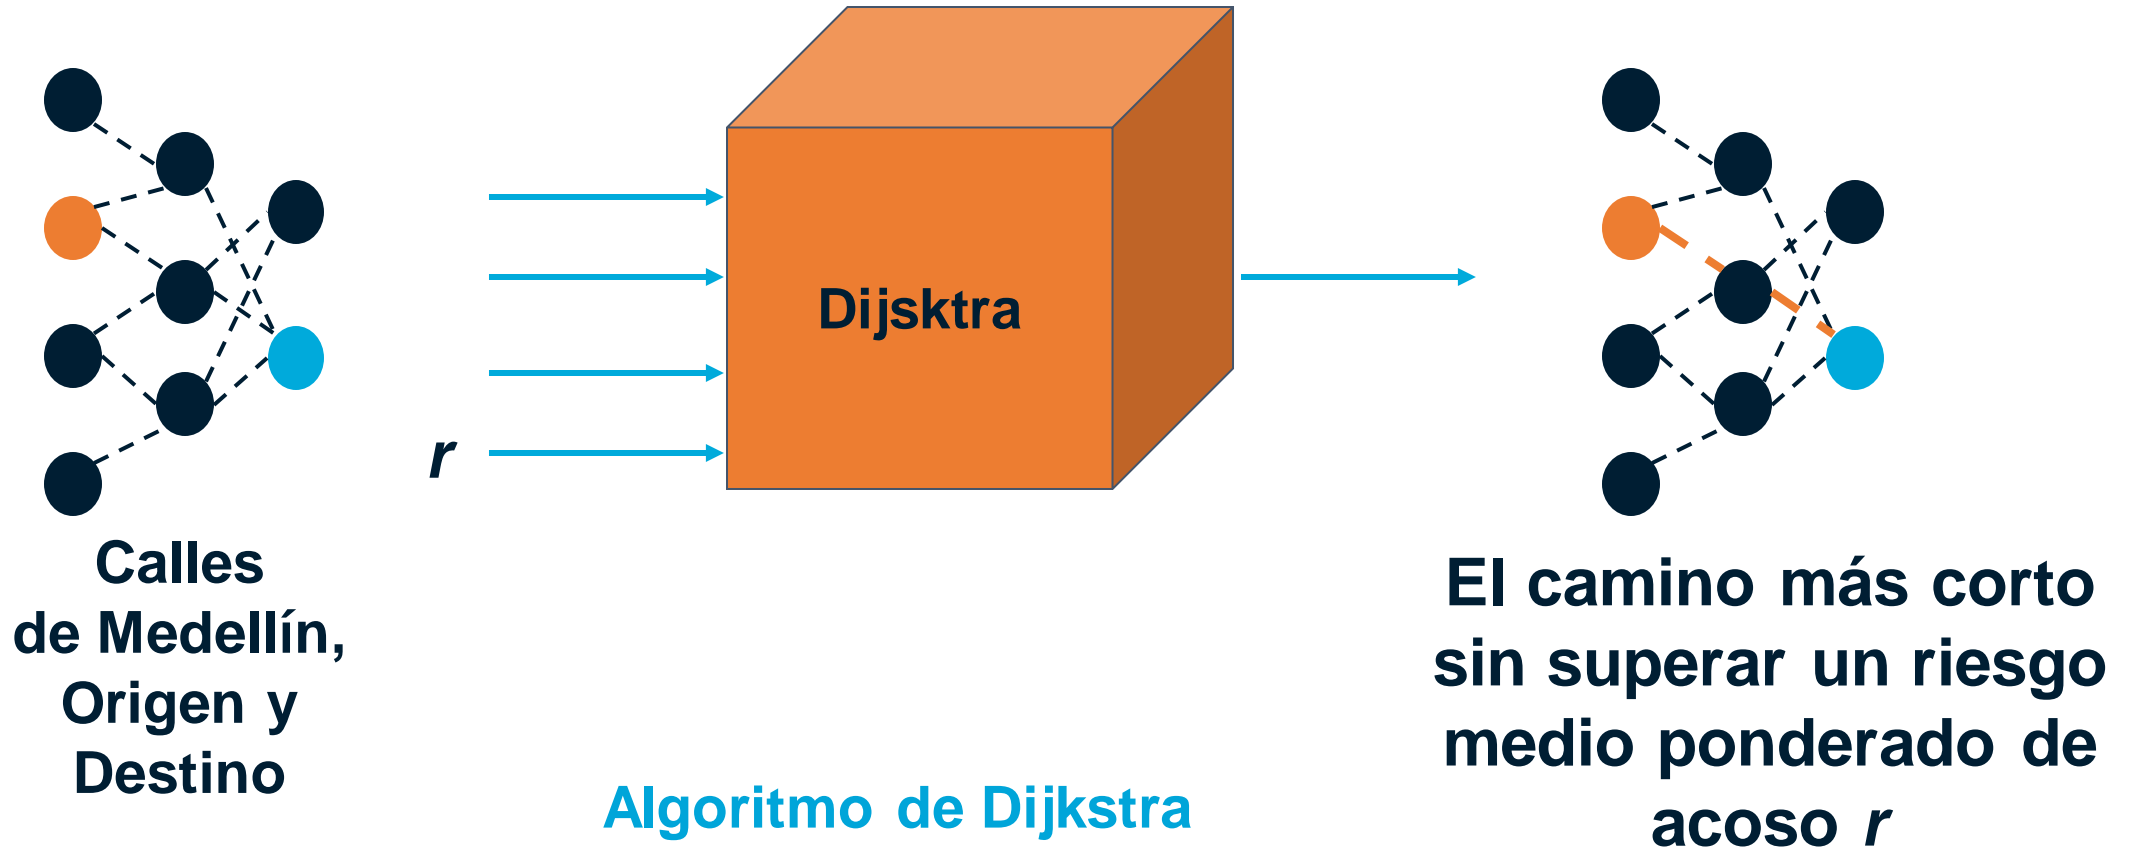 Dijsktra
r
Calles
de Medellín,
Origen y
Destino
El camino más corto
sin superar un riesgo
medio ponderado de
acoso r
Algoritmo de Dijkstra